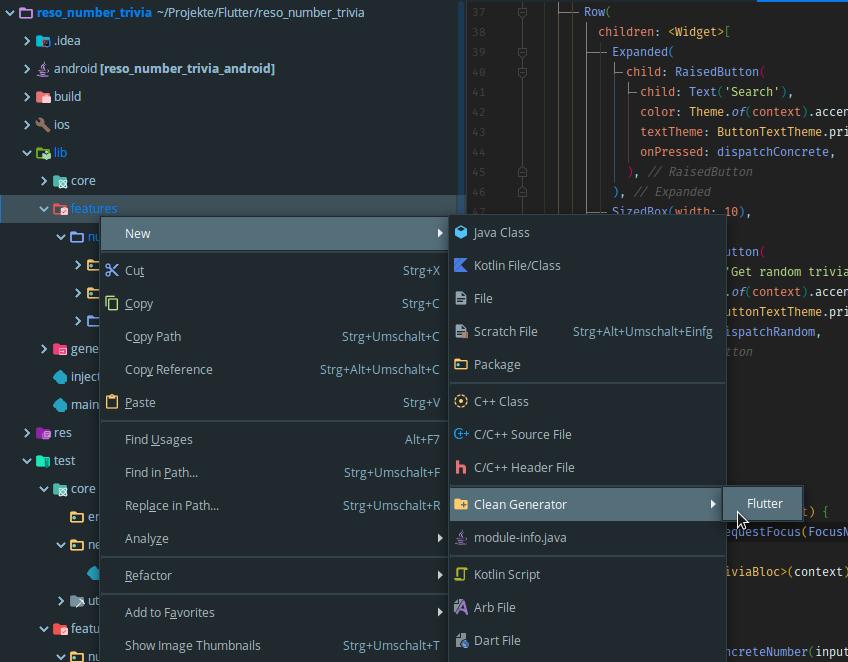 reso_number_trivia ~/Projekte/Flutter/reso_number_trivia
.idea
android [reso_number_trivia_android]
build
ios
lib
core
features
nu
gene
inject
main
res
test
core
er
ne
ut
featu
nu
New
Cut Strg+X
Copy Strg+C
Copy Path Strg+Umschalt+C
Copy Reference Strg+Alt+Umschalt+C
Paste Strg+V
Find Usages Alt+F7
Find in Path... Strg+Umschalt+F
Replace in Path... Strg+Umschalt+R
Analyze
Refactor
Add to Favorites
Show Image Thumbnails Strg+Umschalt+T
Java Class
Kotlin File/Class
File
Scratch File Strg+Alt+Umschalt+Einfg
Package
C++ Class
C/C++ Source File
C/C++ Header File
Clean Generator
module-info.java
Kotlin Script
Arb File
Dart File
Flutter
37 Row(
38 children: <Widget>[
39 Expanded(
40 child: RaisedButton(
41 child: Text('Search'),
42 color: Theme.of(context).accen
43 textTheme: ButtonTextTheme.pri
44 onPressed: dispatchConcrete,
45 ), // RaisedButton
46 ), // Expanded
47 SizedBox(width: 10),
utton(
'Get random trivia
.of(context).accen
uttonTextTheme.pri
ispatchRandom,
tton
t) {
equestFocus(FocusN
iviaBloc>(context)
ncreteNumber(input